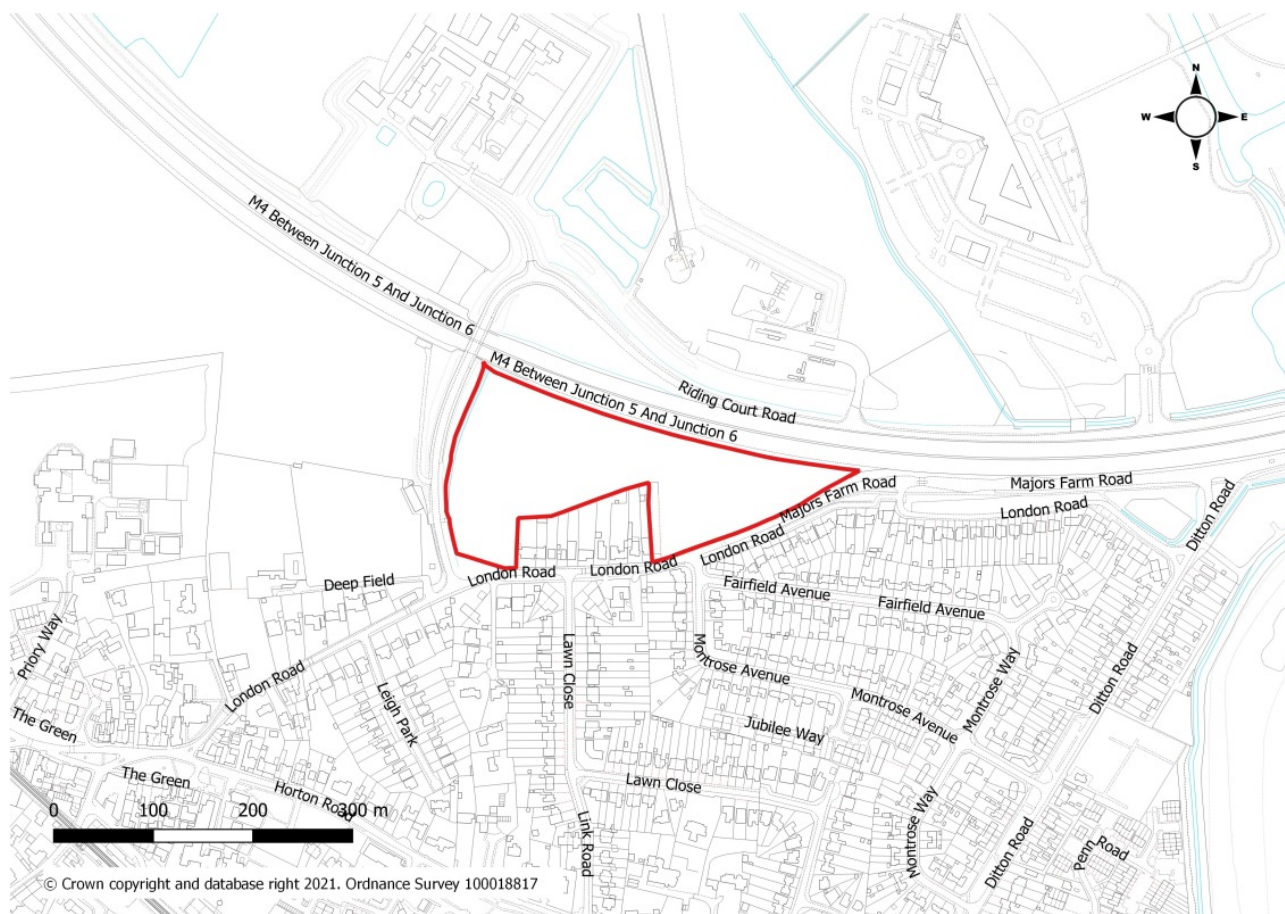 N
W
E
S
M4 Between Junction 5 And Junction 6
M4 Between Junction 5 And Junction 6
Riding Court Road
Majors Farm Road
Majors Farm Road
London Road
Ditton Road
London Road
London Road
London Road
Deep Field
Fairfield Avenue
Fairfield Avenue
Priory Way
London Road
Leigh Park
Lawn Close
Montrose Avenue
Montrose Avenue
Montrose Way
Ditton Road
The Green
Jubilee Way
The Green
Horton Road
Lawn Close
Link Road
Montrose Way
Ditton Road
Penn Road
0 100 200 300 m
© Crown copyright and database right 2021. Ordnance Survey 100018817